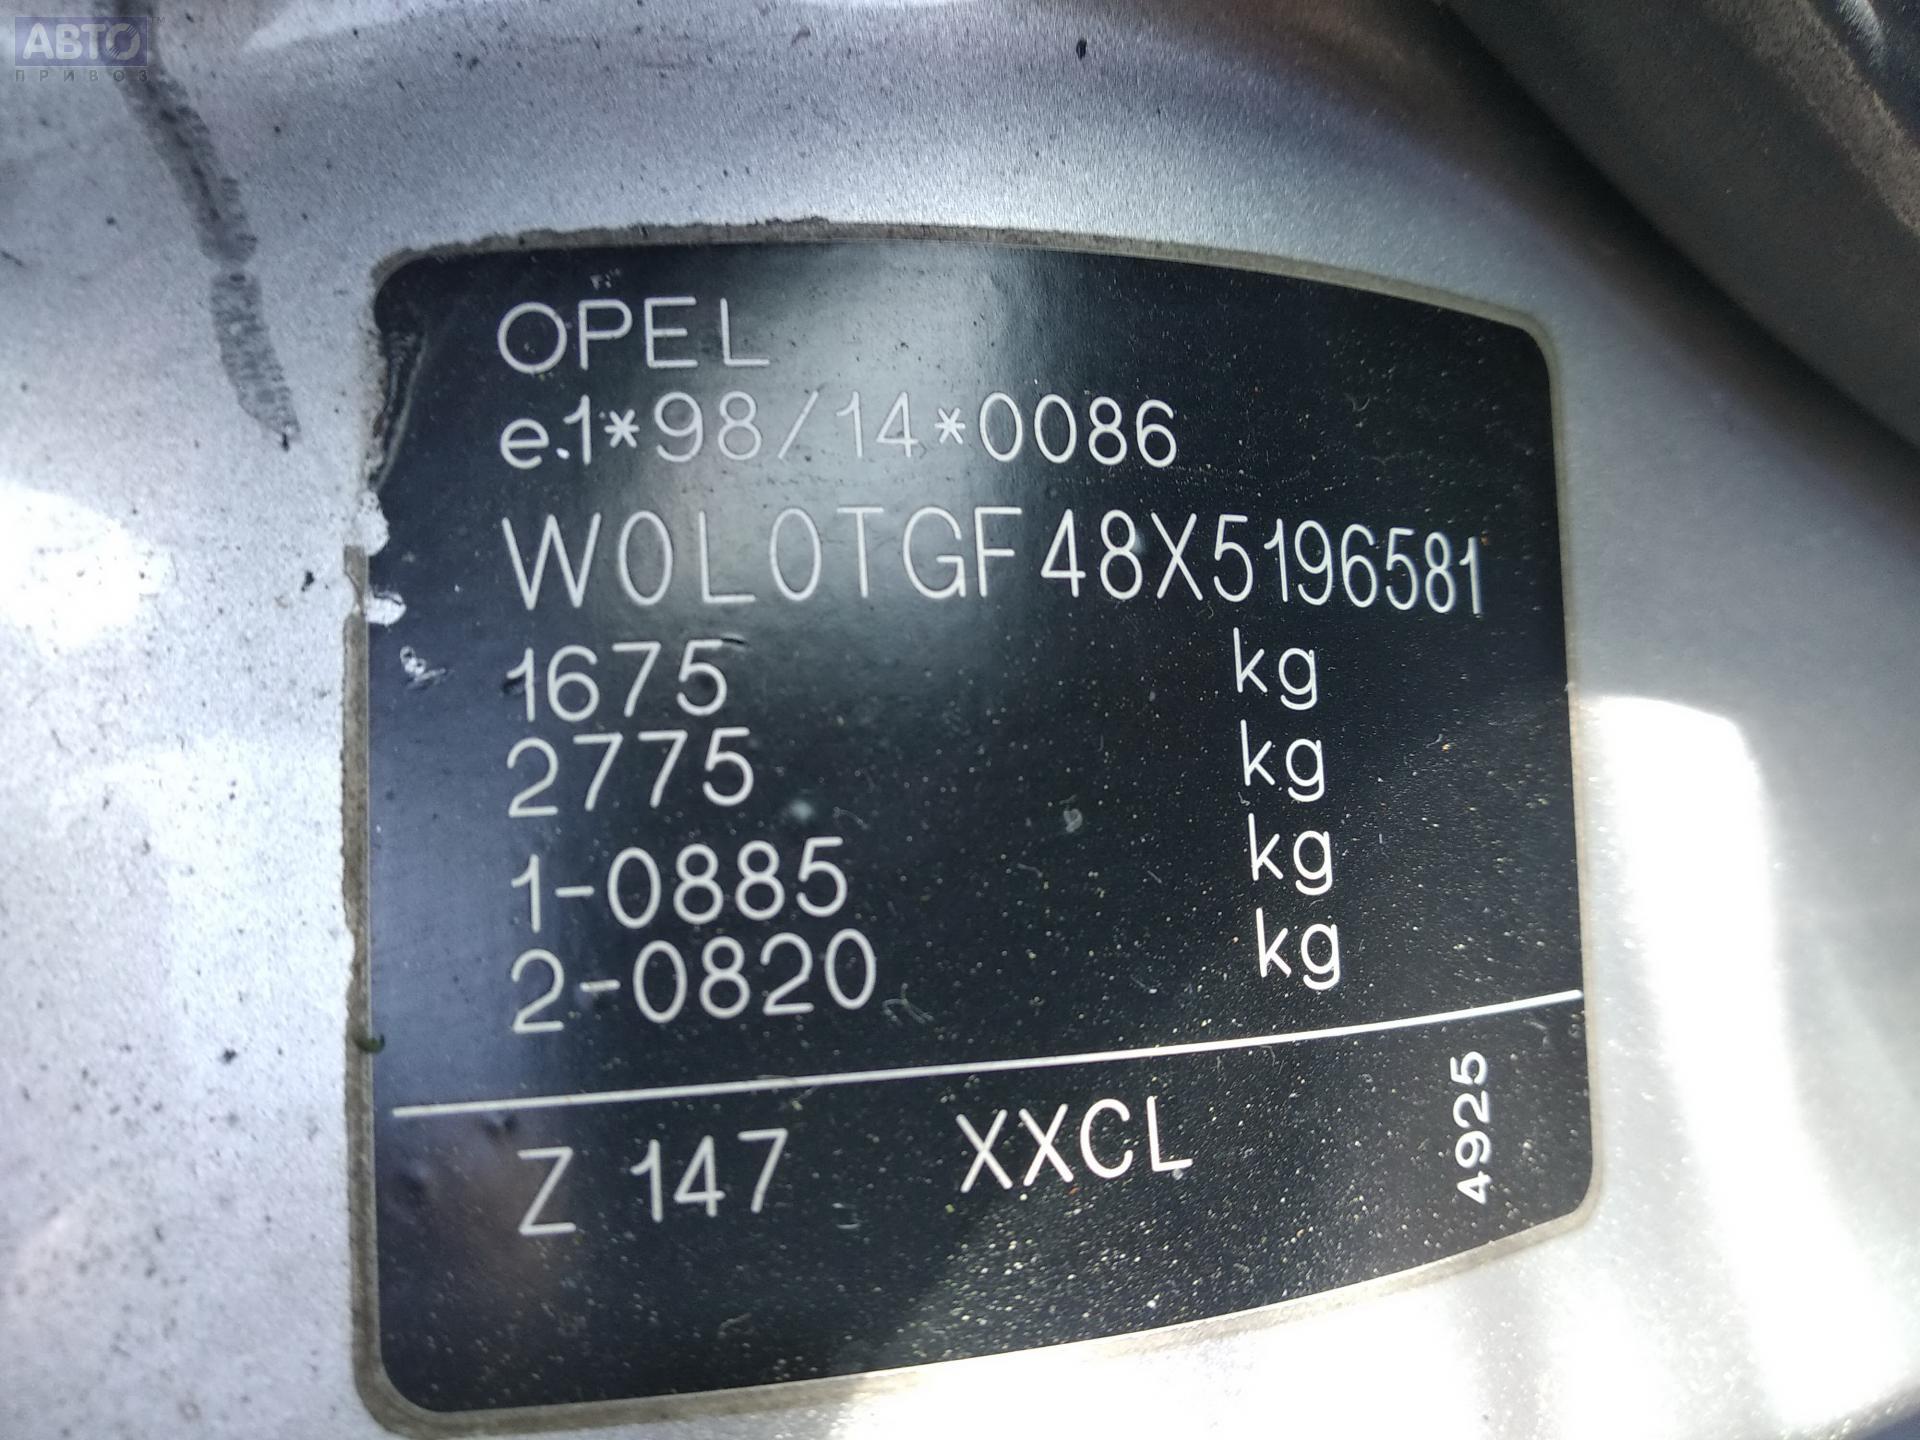 АВТО
ПРИВОЗ
OPEL
e.1*98/14*0086
W0L0TGF48X5196581
1675 kg
2775 kg
1-0885 kg
2-0820 kg
Z 147 XXCL
4925